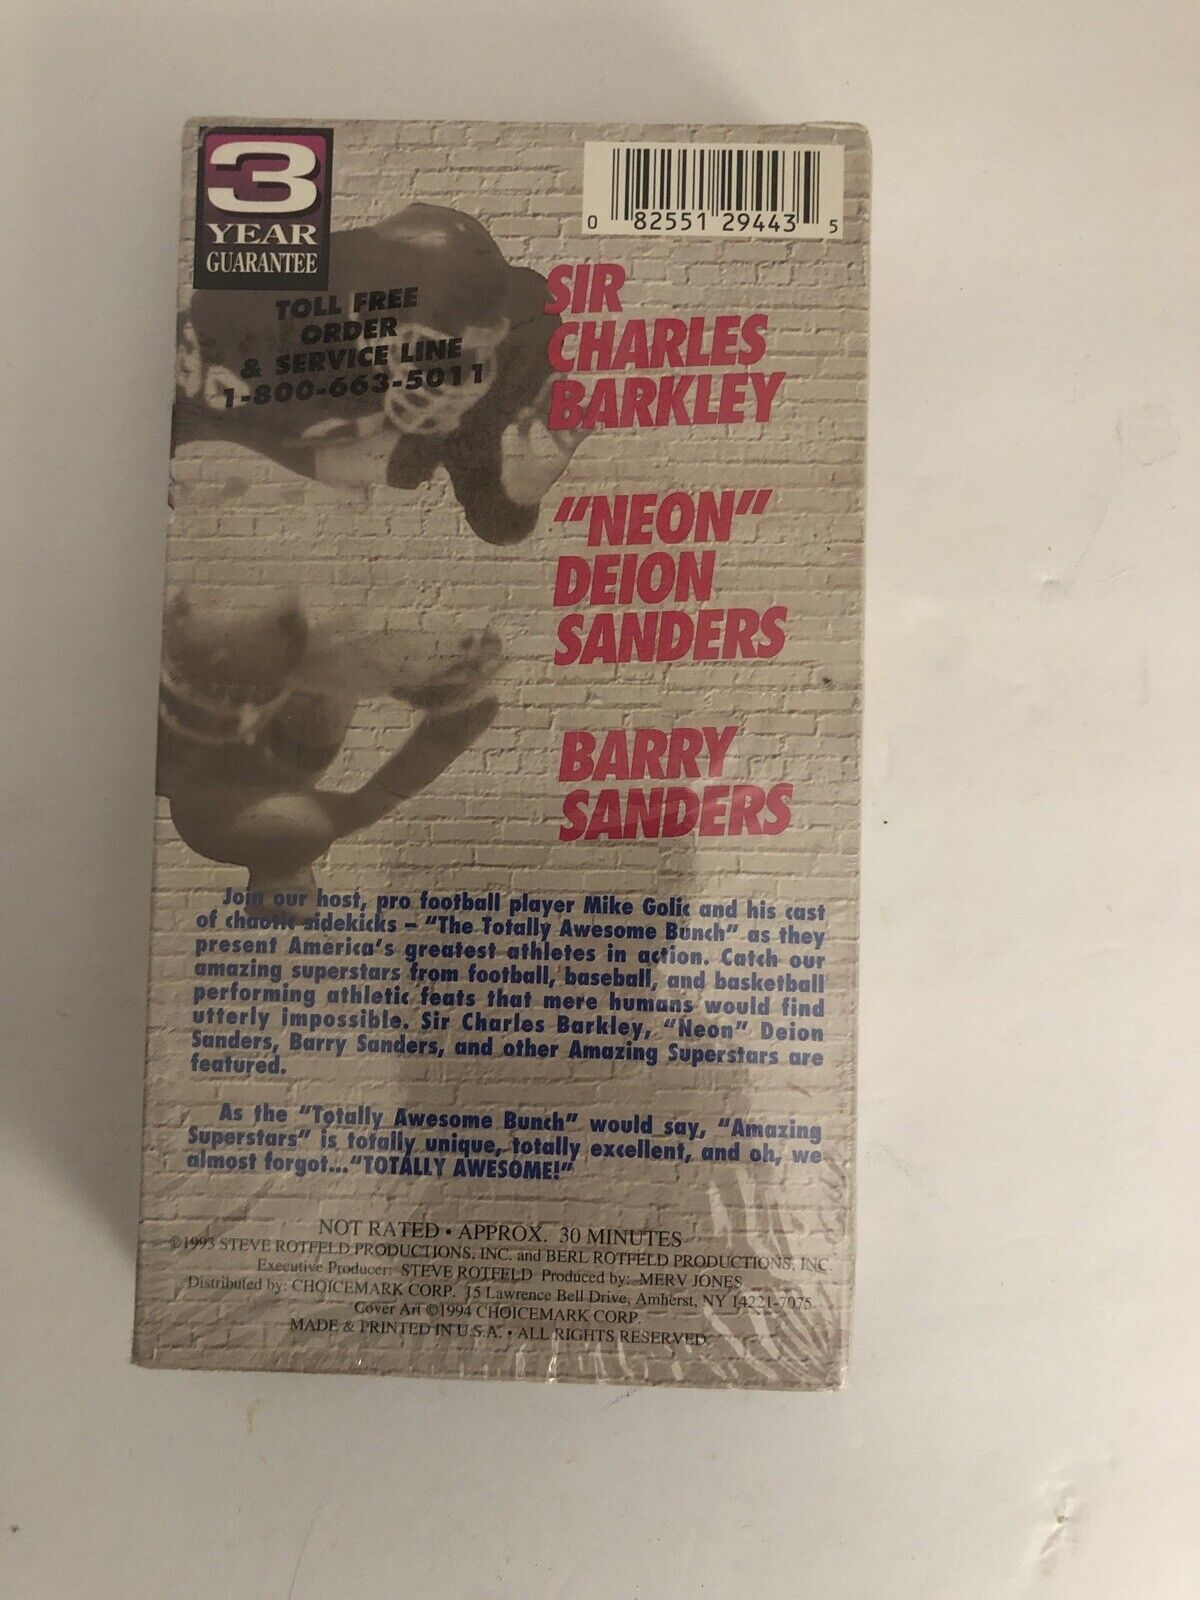 3
YEAR
GUARANTEE
TOLL FREE
ORDER
& SERVICE LINE
1-800-663-5011
0 82551 29443 5
SIR
CHARLES
BARKLEY
"NEON"
DEION
SANDERS
BARRY
SANDERS
Join our host, pro football player Mike Golic and his cast
of chaotic sidekicks – "The Totally Awesome Bunch" as they
present America's greatest athletes in action. Catch our
amazing superstars from football, baseball, and basketball
performing athletic feats that mere humans would find
utterly impossible. Sir Charles Barkley, "Neon" Deion
Sanders, Barry Sanders, and other Amazing Superstars are
featured.
As the "Totally Awesome Bunch" would say, "Amazing
Superstars" is totally unique, totally excellent, and oh, we
almost forgot..."TOTALLY AWESOME!"
NOT RATED • APPROX. 30 MINUTES
©1993 STEVE ROTFELD PRODUCTIONS, INC. and BERL ROTFELD PRODUCTIONS, INC.
Executive Producer: STEVE ROTFELD Produced by: MERV JONES
Distributed by: CHOICEMARK CORP. 15 Lawrence Bell Drive, Amherst, NY 14221-7075
Cover Art ©1994 CHOICEMARK CORP.
MADE & PRINTED IN U.S.A. • ALL RIGHTS RESERVED.